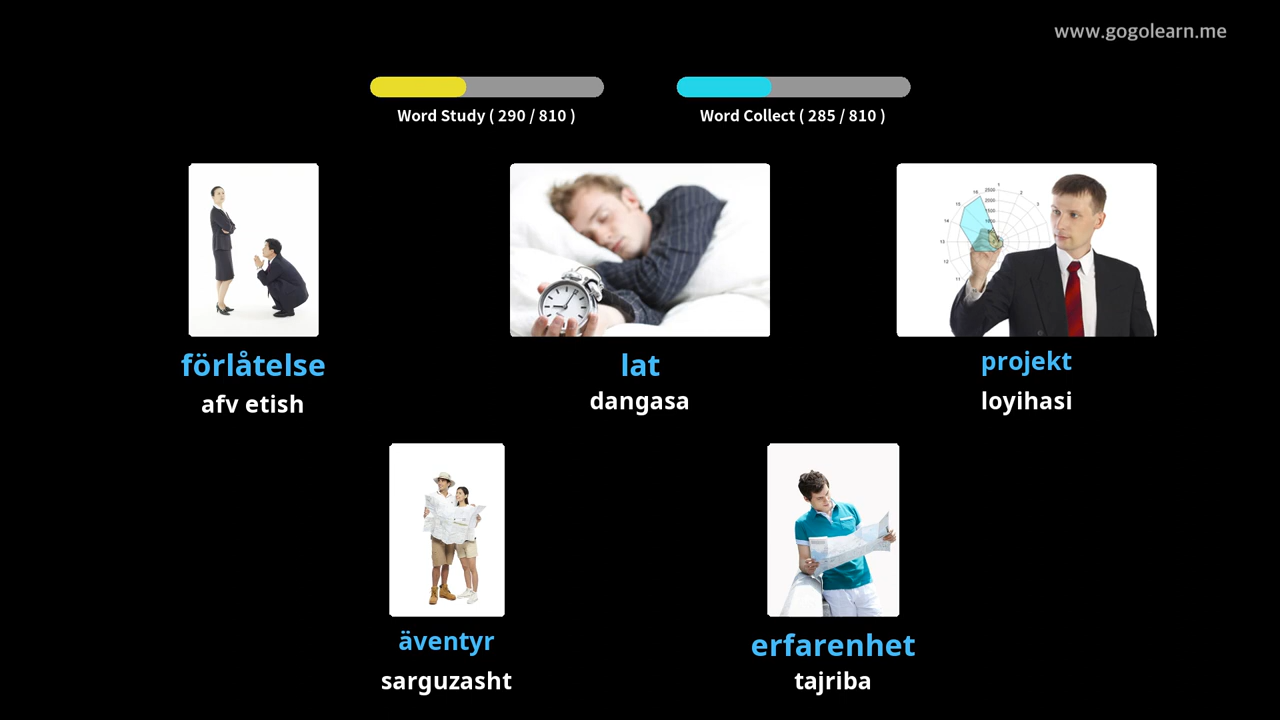 www.gogolearn.me
Word Study ( 290 / 810 )
Word Collect ( 285 / 810 )
förlåtelse
afv etish
lat
dangasa
projekt
loyihasi
äventyr
sarguzasht
erfarenhet
tajriba